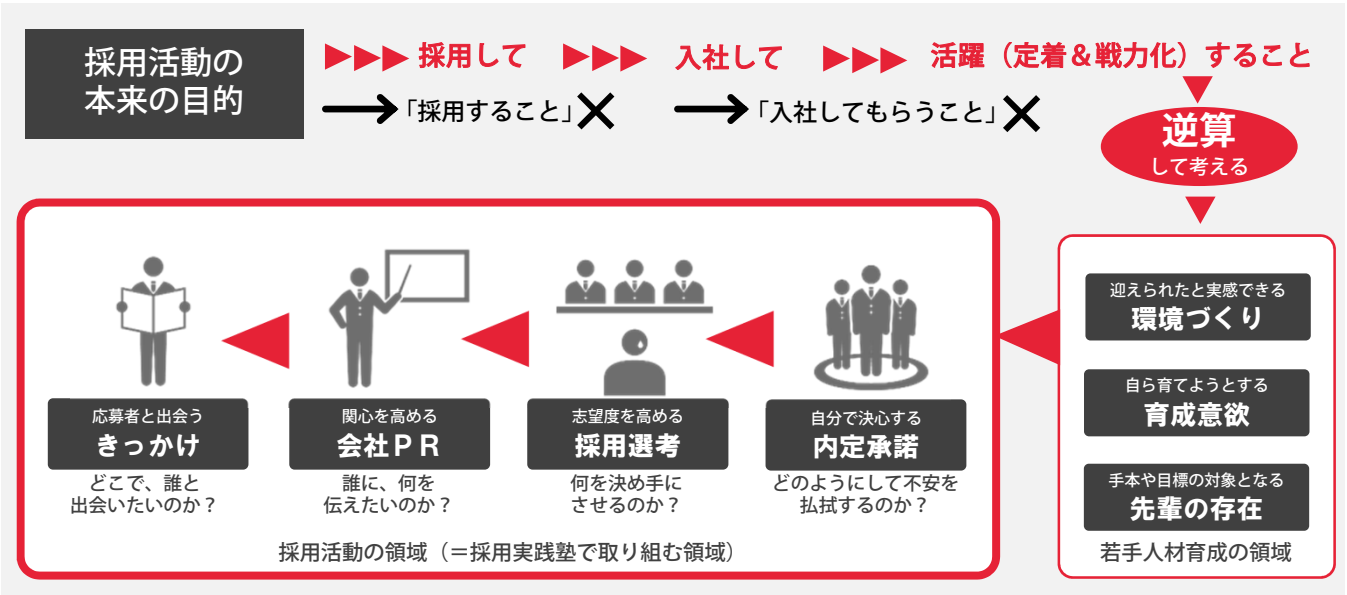 採用活動の
本来の目的
採用して
入社して
活躍（定着＆戦力化）すること
「採用すること」
「入社してもらうこと」
逆算
して考える
応募者と出会う
きっかけ
どこで、誰と
出会いたいのか？
関心を高める
会社ＰＲ
誰に、何を
伝えたいのか？
志望度を高める
採用選考
何を決め手に
させるのか？
自分で決心する
内定承諾
どのようにして不安を
払拭するのか？
採用活動の領域（＝採用実践塾で取り組む領域）
迎えられたと実感できる
環境づくり
自ら育てようとする
育成意欲
手本や目標の対象となる
先輩の存在
若手人材育成の領域